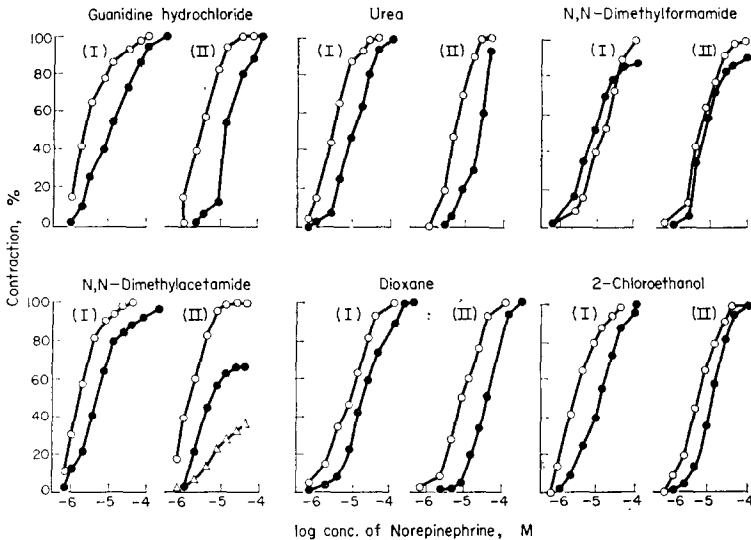 Guanidine hydrochloride
Urea
N,N-Dimethylformamide
100
80
60
40
20
0
(I)
(II)
(I)
(II)
(I)
(II)
Contraction, %
N,N-Dimethylacetamide
Dioxane
2-Chloroethanol
100
80
60
40
20
0
(I)
(II)
(I)
(II)
(I)
(II)
-6 -5 -4 -6 -5 -4 -6 -5 -4 -6 -5 -4 -6 -5 -4 -6 -5 -4
log conc. of Norepinephrine, M